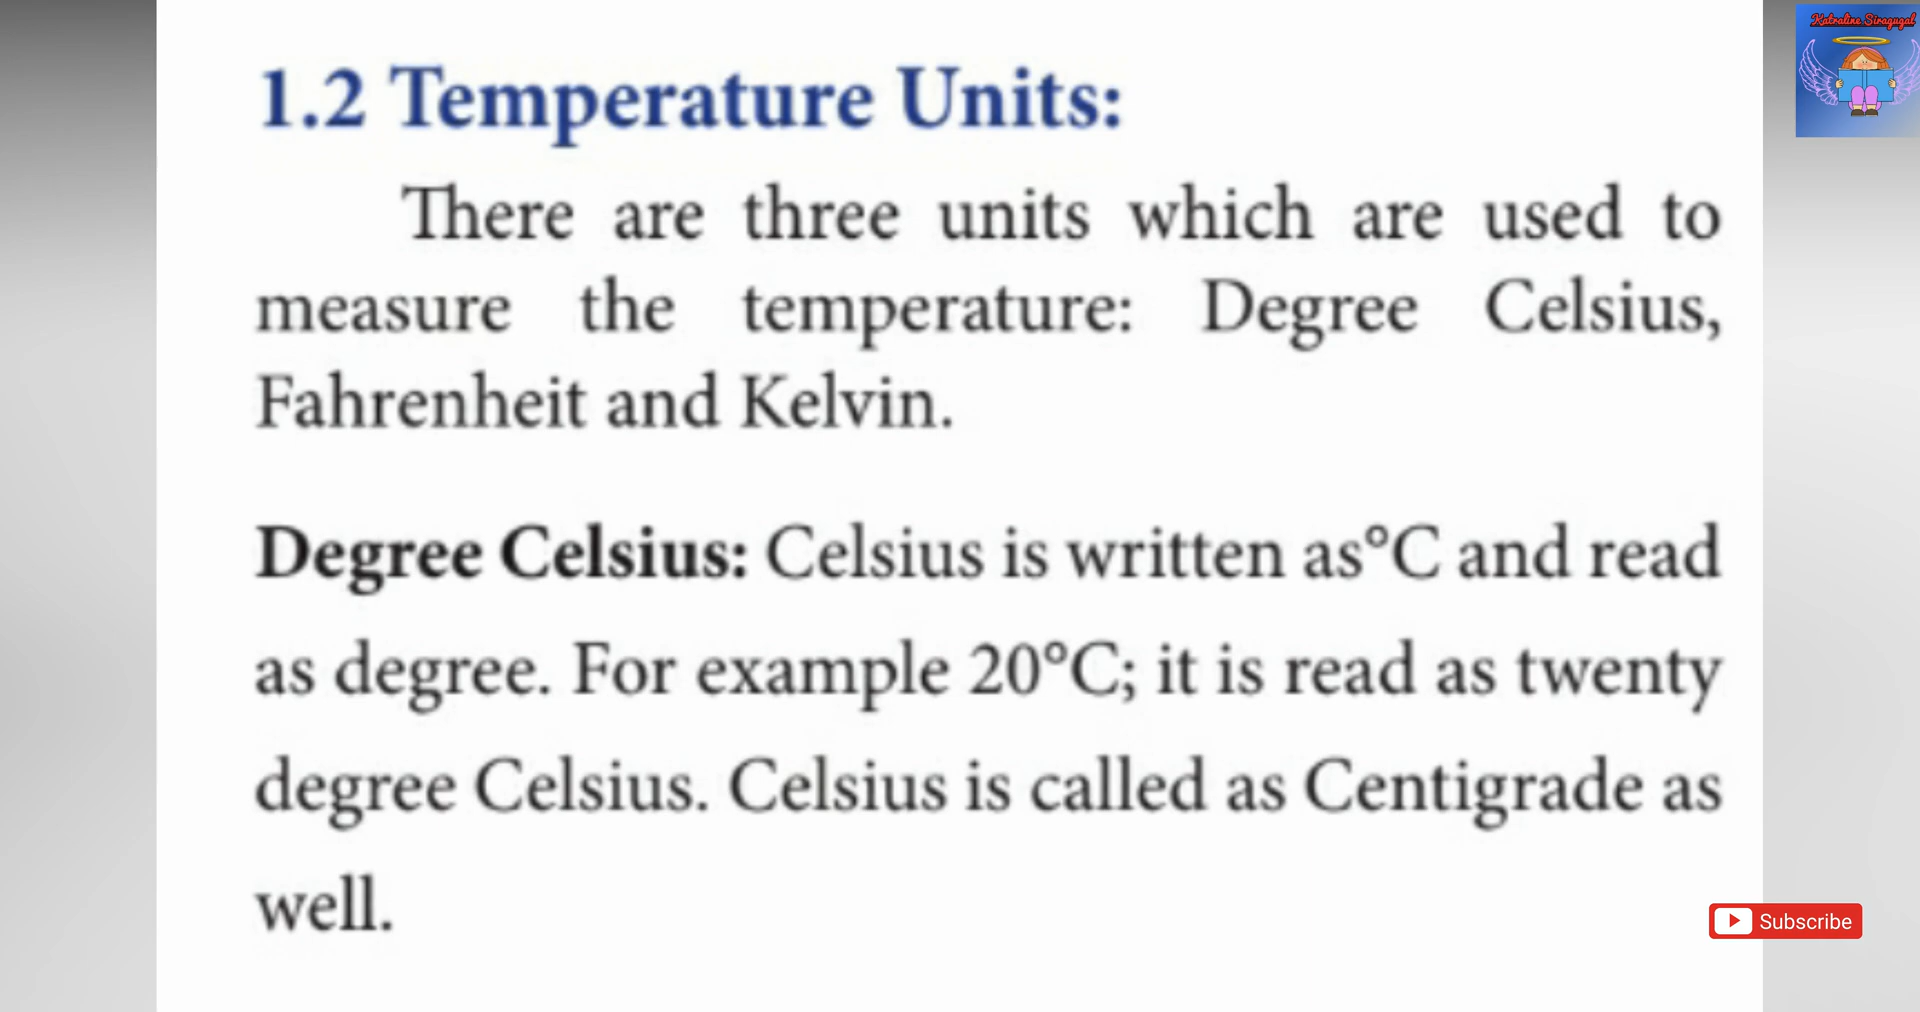 Katraline Siragugal
1.2 Temperature Units:
There are three units which are used to
measure the temperature: Degree Celsius,
Fahrenheit and Kelvin.
Degree Celsius: Celsius is written as°C and read
as degree. For example 20°C; it is read as twenty
degree Celsius. Celsius is called as Centigrade as
well.
Subscribe